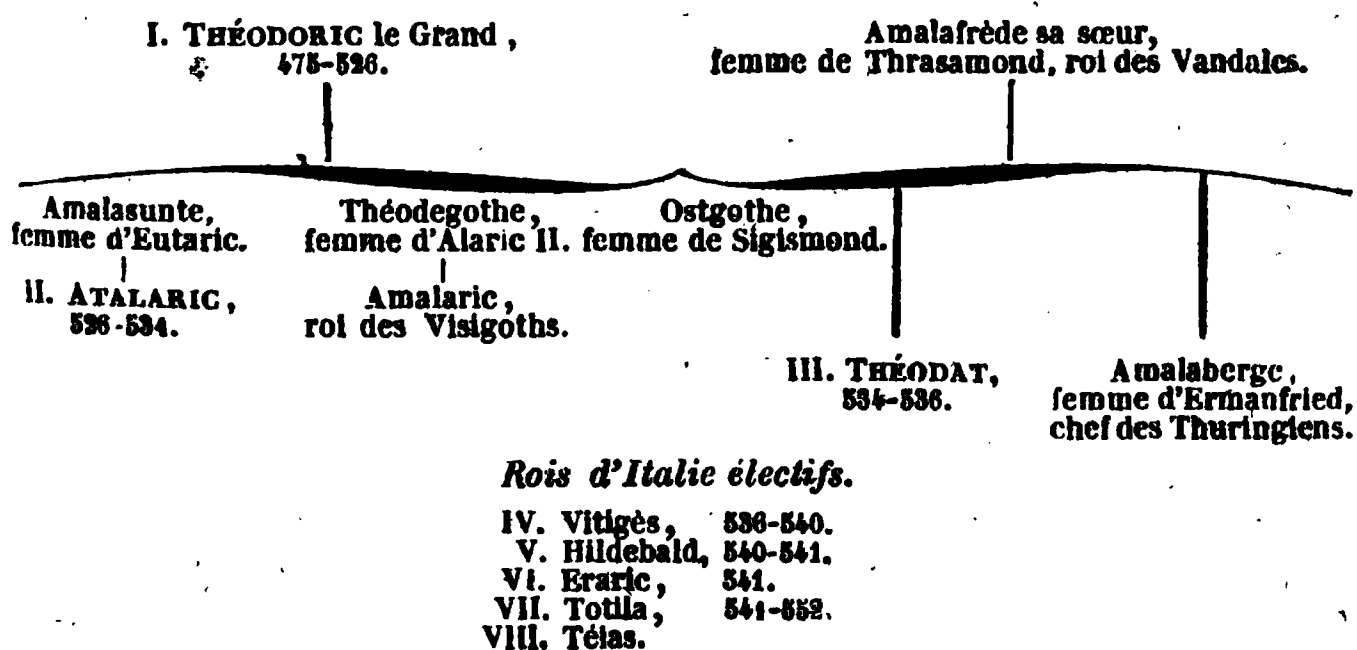 I. THÉODORIC le Grand,
475-526.
Amalafrède sa sœur,
femme de Thrasamond, roi des Vandales.
Amalasunte,
femme d'Eutaric.
II. ATALARIC,
526-534.
Théodegothe,
femme d'Alaric II.
Amalaric,
roi des Visigoths.
Ostgothe,
femme de Sigismond.
III. THÉODAT,
534-536.
Amalaberge,
femme d'Ermanfried,
chef des Thuringiens.
Rois d'Italie électifs.
IV. Vitigès, 536-540.
V. Hildebald, 540-541.
VI. Eraric, 541.
VII. Totila, 541-552.
VIII. Téias.